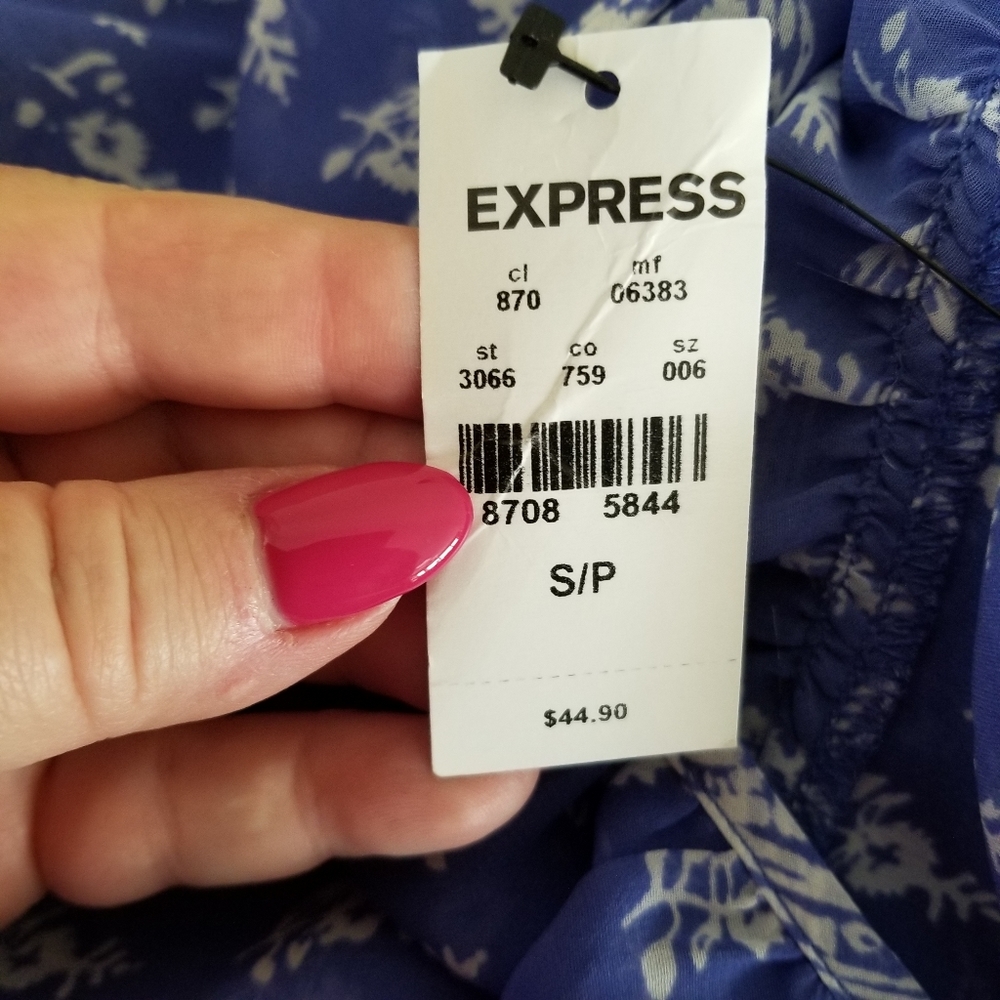 EXPRESS
cl mf
870 06383
st co sz
3066 759 006
8708 5844
S/P
$44.90